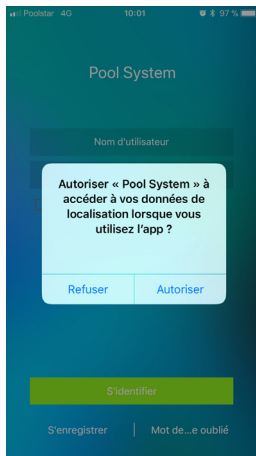 Poolstar 4G 10:01 97 %
Pool System
Nom d'utilisateur
Autoriser « Pool System » à
accéder à vos données de
localisation lorsque vous
utilisez l'app ?
Refuser Autoriser
S'identifier
S'enregistrer Mot de...e oublié